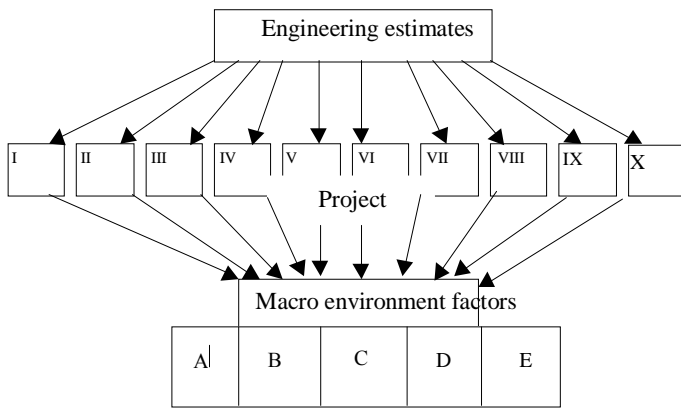 Engineering estimates
I II III IV V VI VII VIII IX X
Project
Macro environment factors
A B C D E